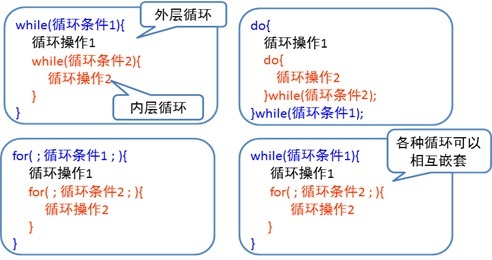 while(循环条件1){
循环操作1
while(循环条件2){
循环操作2
}
}
外层循环
内层循环
do{
循环操作1
do{
循环操作2
}while(循环条件2);
}while(循环条件1);
for( ; 循环条件1 ; ){
循环操作1
for( ; 循环条件2 ; ){
循环操作2
}
}
while(循环条件1){
循环操作1
for( ; 循环条件2 ; ){
循环操作2
}
}
各种循环可以
相互嵌套